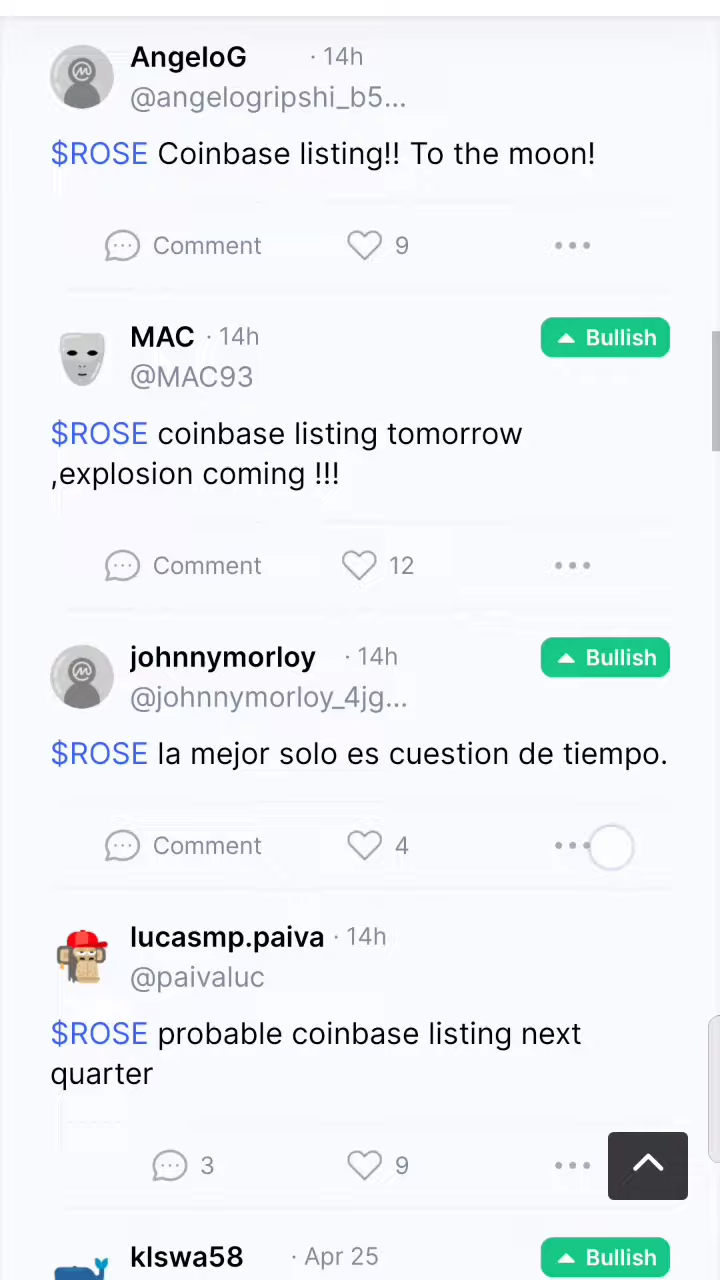 AngeloG · 14h
@angelogripshi_b5...
$ROSE Coinbase listing!! To the moon!
Comment 9
MAC · 14h Bullish
@MAC93
$ROSE coinbase listing tomorrow
,explosion coming !!!
Comment 12
johnnymorloy · 14h Bullish
@johnnymorloy_4jg...
$ROSE la mejor solo es cuestion de tiempo.
Comment 4
lucasmp.paiva · 14h
@paivaluc
$ROSE probable coinbase listing next
quarter
3 9
klswa58 · Apr 25 Bullish